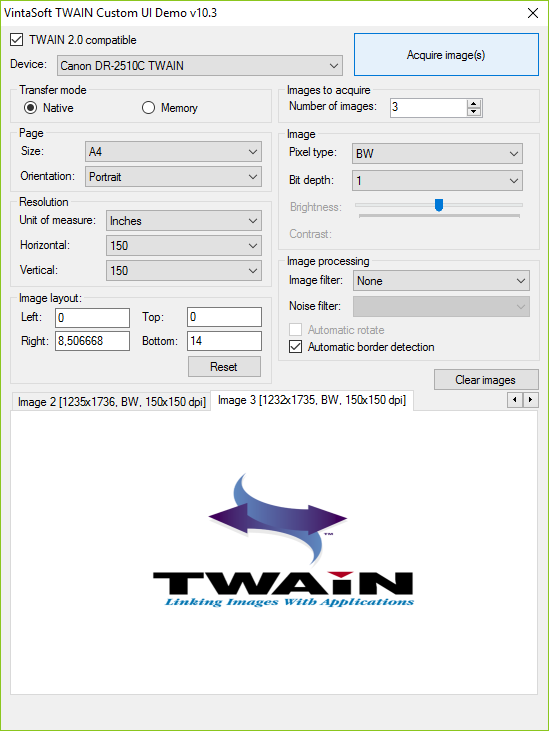 VintaSoft TWAIN Custom UI Demo v10.3
TWAIN 2.0 compatible
Device: Canon DR-2510C TWAIN
Acquire image(s)
Transfer mode
Native Memory
Images to acquire
Number of images: 3
Page
Size: A4
Orientation: Portrait
Image
Pixel type: BW
Bit depth: 1
Brightness:
Contrast:
Resolution
Unit of measure: Inches
Horizontal: 150
Vertical: 150
Image processing
Image filter: None
Noise filter:
Automatic rotate
Automatic border detection
Image layout:
Left: 0 Top: 0
Right: 8,506668 Bottom: 14
Reset
Clear images
Image 2 [1235x1736, BW, 150x150 dpi] Image 3 [1232x1735, BW, 150x150 dpi]
TM
TWAIN
Linking Images With Applications